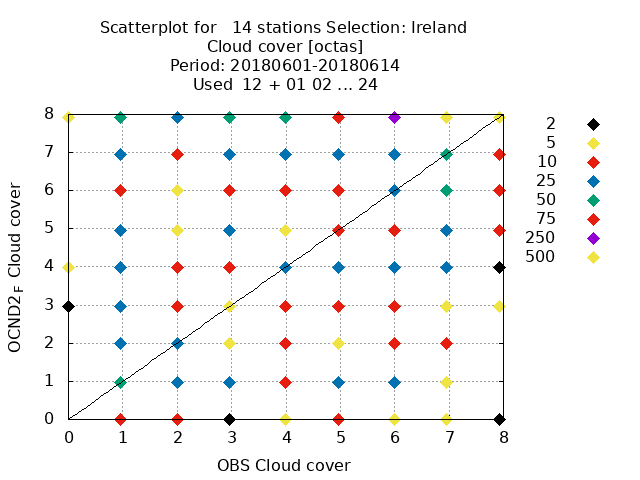 Scatterplot for   14 stations Selection: Ireland
Cloud cover [octas]
Period: 20180601-20180614
Used  12 + 01 02 ... 24
8
7
6
5
4
3
2
1
0
OCND2F Cloud cover
0 1 2 3 4 5 6 7 8
OBS Cloud cover
2
5
10
25
50
75
250
500